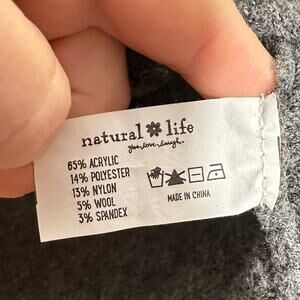 natural life
you.love.laugh.
65% ACRYLIC
14% POLYESTER
13% NYLON
5% WOOL
3% SPANDEX
MADE IN CHINA